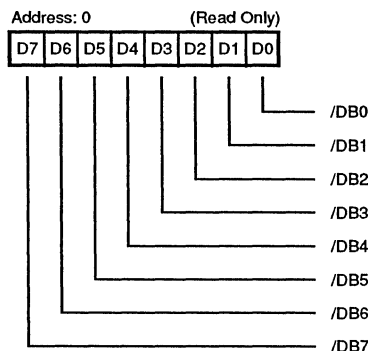 Address: 0 (Read Only)
D7 D6 D5 D4 D3 D2 D1 D0
/DB0
/DB1
/DB2
/DB3
/DB4
/DB5
/DB6
/DB7